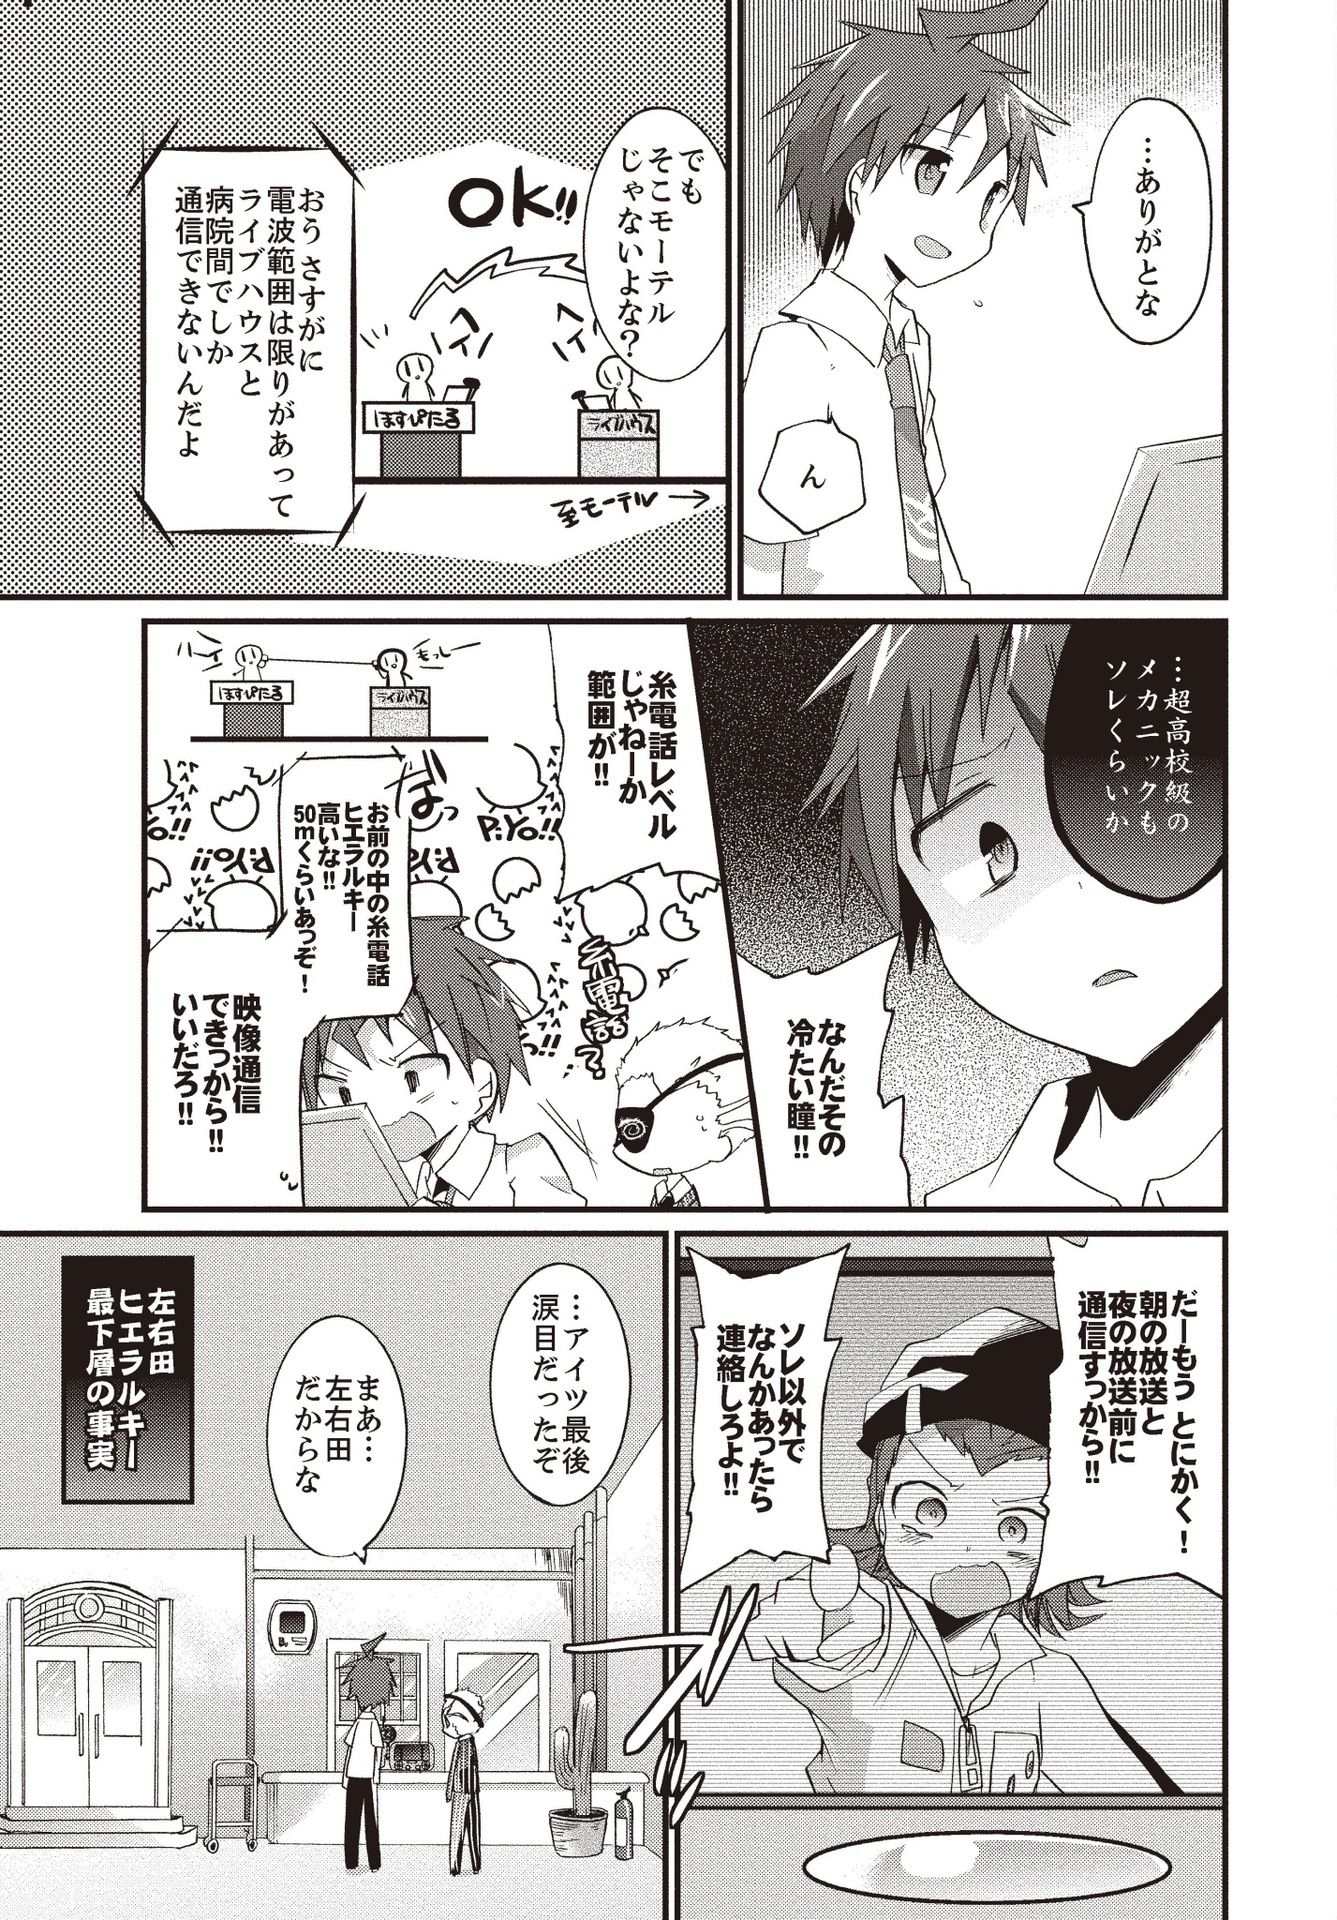 …ありがとな
ん
でも
そこモーテル
じゃないよな?
OK!!
ヘイ
ヘイ
ほすぴたる
ライブハウス
至モーテル→
おうさすがに
電波範囲は限りがあって
ライブハウスと
病院間でしか
通信できないんだよ
…超高校級の
メカニックも
ソレくらいか
なんだその
冷たい瞳!!
糸電話レベル
じゃねーか
範囲が!!
ハーイ
もっしー
ほすぴたる
ライブハウス
ばっ
お前の中の糸電話
ヒエラルキー
高いな!!
50mくらいあっぞ!
PiYo!!
PiYo!!
PiYo!!
糸電話?
映像通信
できっから!!
いいだろ!!
だーもう とにかく!
朝の放送と
夜の放送前に
通信すっから!!
ソレ以外で
なんかあったら
連絡しろよ!!
…アイツ最後
涙目だったぞ
まあ…
左右田
だからな
左右田
ヒエラルキー
最下層の事実